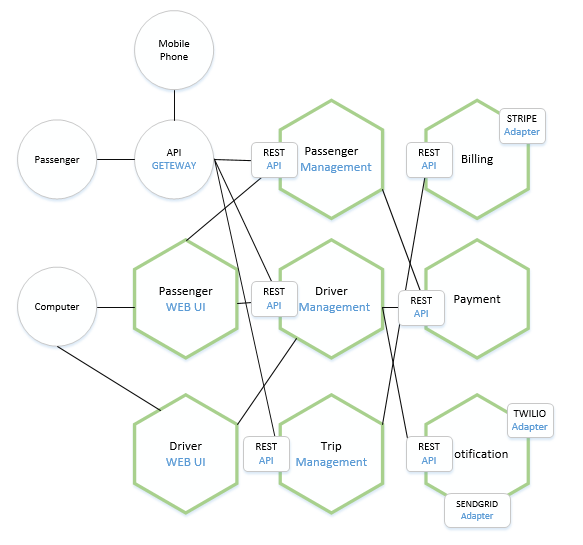 Mobile
Phone
Passenger
API
GETEWAY
REST
API
Passenger
Management
REST
API
Billing
STRIPE
Adapter
Computer
Passenger
WEB UI
REST
API
Driver
Management
REST
API
Payment
Driver
WEB UI
REST
API
Trip
Management
REST
API
otification
TWILIO
Adapter
SENDGRID
Adapter